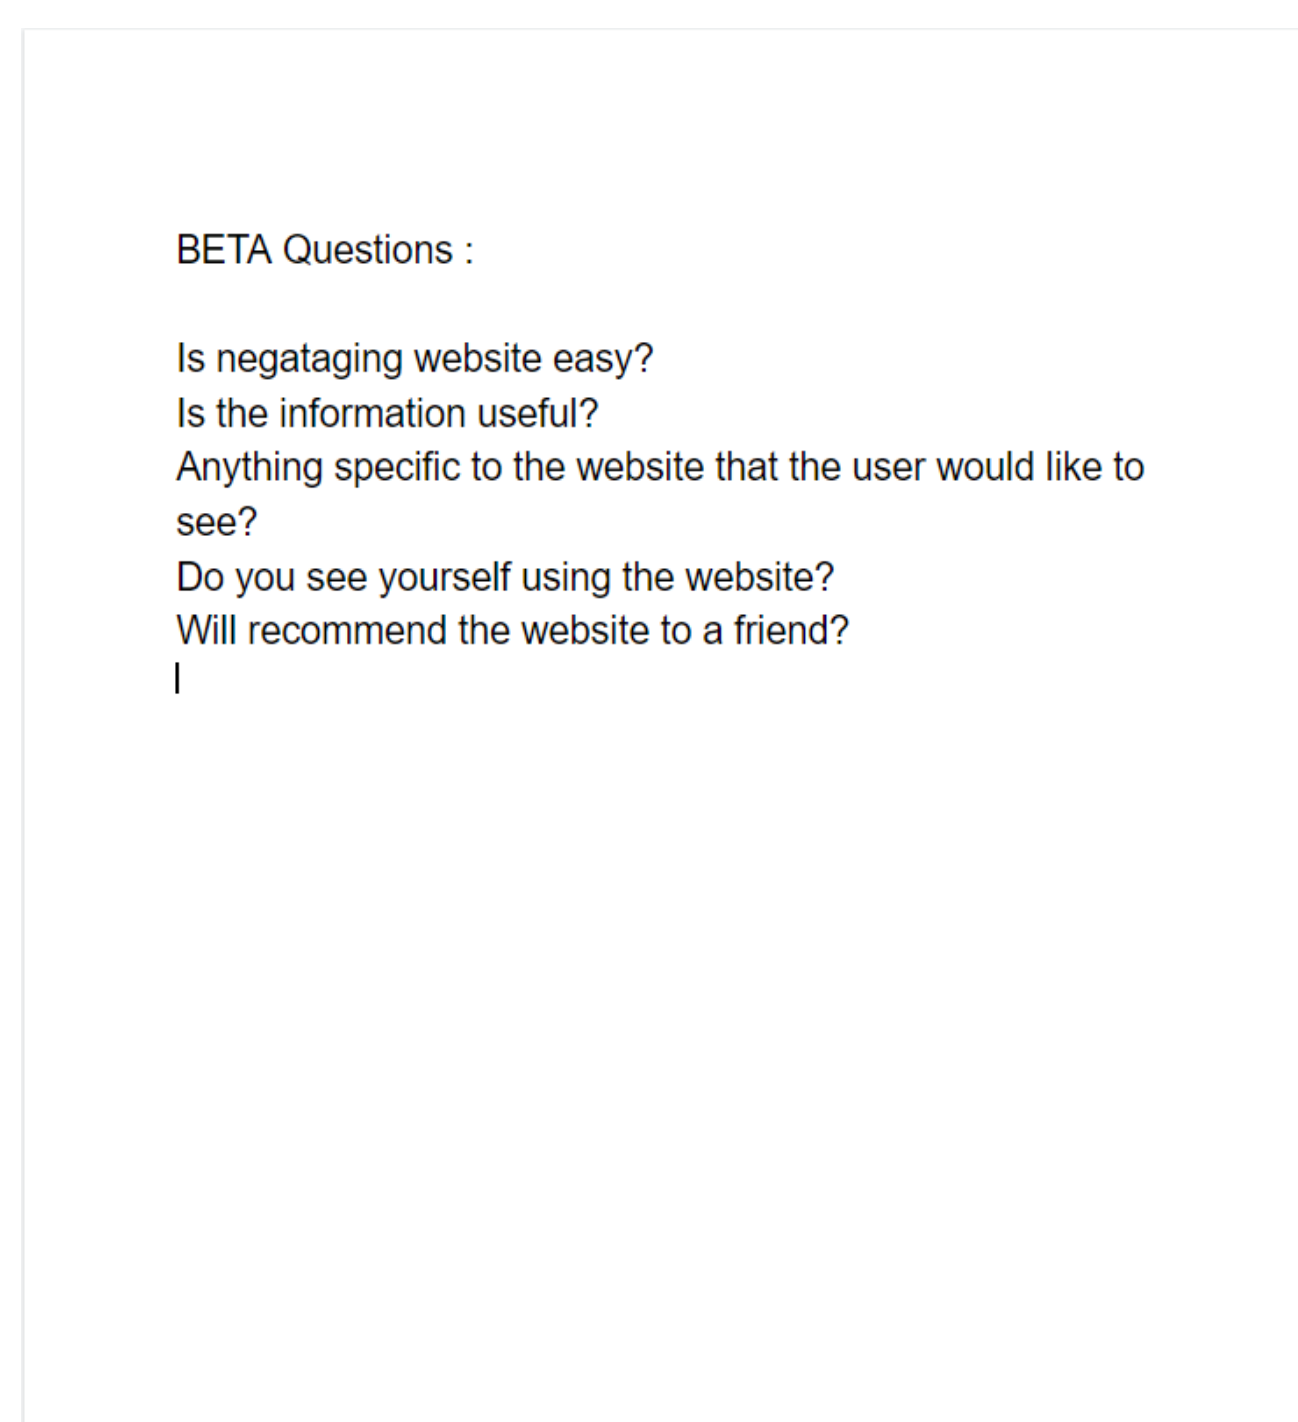 BETA Questions :
Is negataging website easy?
Is the information useful?
Anything specific to the website that the user would like to
see?
Do you see yourself using the website?
Will recommend the website to a friend?